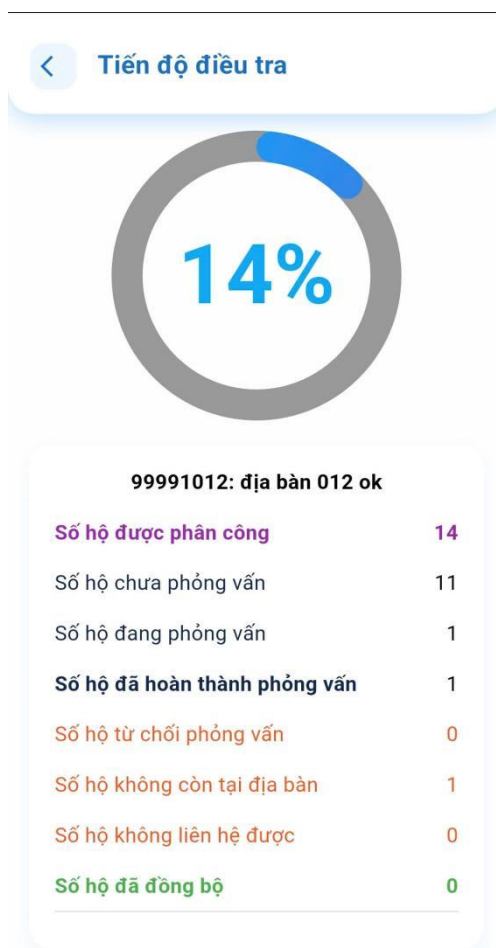 Tiến độ điều tra
14%
99991012: địa bàn 012 ok
Số hộ được phân công 14
Số hộ chưa phỏng vấn 11
Số hộ đang phỏng vấn 1
Số hộ đã hoàn thành phỏng vấn 1
Số hộ từ chối phỏng vấn 0
Số hộ không còn tại địa bàn 1
Số hộ không liên hệ được 0
Số hộ đã đồng bộ 0